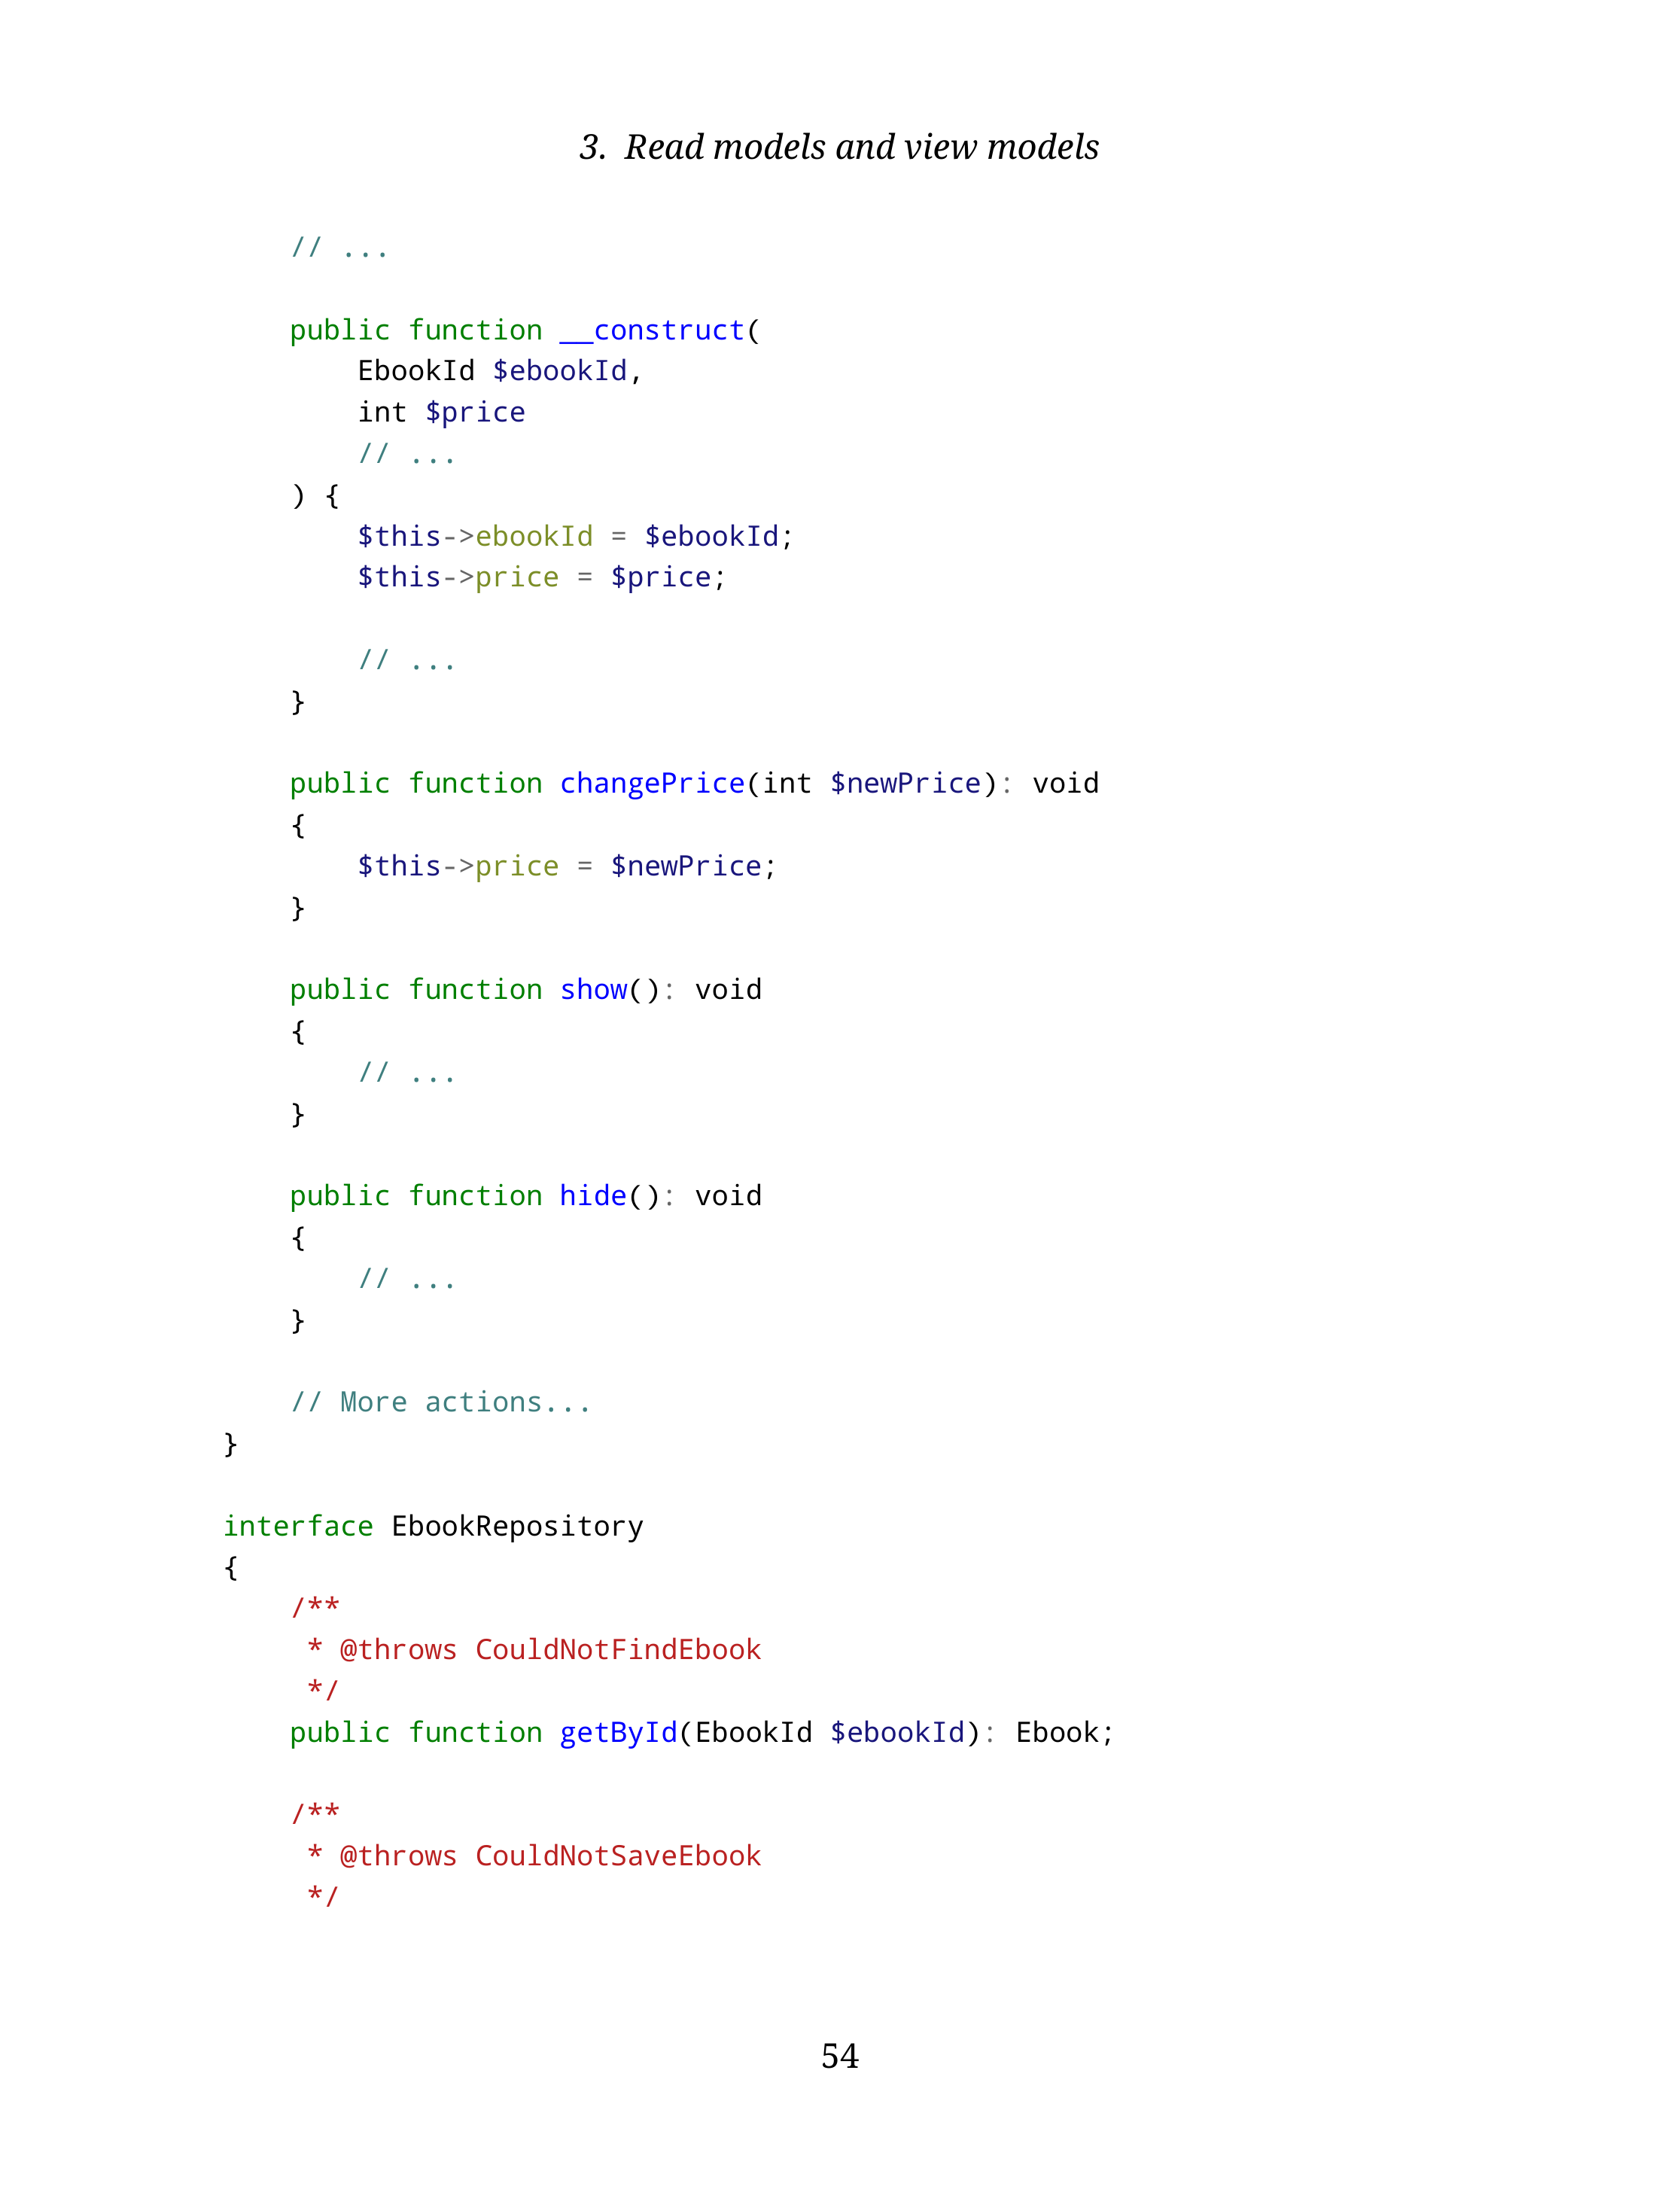 3. Read models and view models
    // ...

    public function __construct(
        EbookId $ebookId,
        int $price
        // ...
    ) {
        $this->ebookId = $ebookId;
        $this->price = $price;

        // ...
    }

    public function changePrice(int $newPrice): void
    {
        $this->price = $newPrice;
    }

    public function show(): void
    {
        // ...
    }

    public function hide(): void
    {
        // ...
    }

    // More actions...
}

interface EbookRepository
{
    /**
     * @throws CouldNotFindEbook
     */
    public function getById(EbookId $ebookId): Ebook;

    /**
     * @throws CouldNotSaveEbook
     */
54